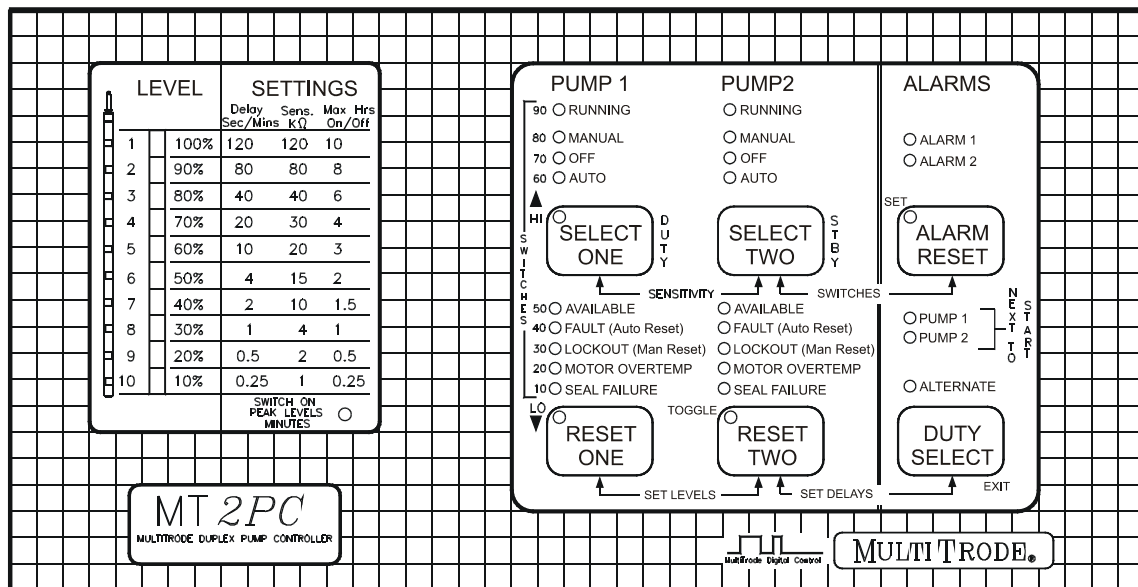 LEVEL SETTINGS
Delay Sens. Max Hrs
Sec/Mins KΩ On/Off
1 100% 120 120 10
2 90% 80 80 8
3 80% 40 40 6
4 70% 20 30 4
5 60% 10 20 3
6 50% 4 15 2
7 40% 2 10 1.5
8 30% 1 4 1
9 20% 0.5 2 0.5
10 10% 0.25 1 0.25
SWITCH ON
PEAK LEVELS
MINUTES
MT 2PC
MULTITRODE DUPLEX PUMP CONTROLLER
PUMP 1 PUMP2 ALARMS
90 RUNNING RUNNING
80 MANUAL MANUAL ALARM 1
70 OFF OFF ALARM 2
60 AUTO AUTO
HI
SWITCHES
LO
SELECT
ONE
DUTY
SELECT
TWO
STBY
SET
ALARM
RESET
SENSITIVITY SWITCHES
50 AVAILABLE AVAILABLE
40 FAULT (Auto Reset) FAULT (Auto Reset) PUMP 1
30 LOCKOUT (Man Reset) LOCKOUT (Man Reset) PUMP 2
NEXT TO
START
20 MOTOR OVERTEMP MOTOR OVERTEMP
10 SEAL FAILURE SEAL FAILURE ALTERNATE
RESET
ONE
TOGGLE
RESET
TWO
DUTY
SELECT
EXIT
SET LEVELS SET DELAYS
MultiTrode Digital Control
MULTITRODE®